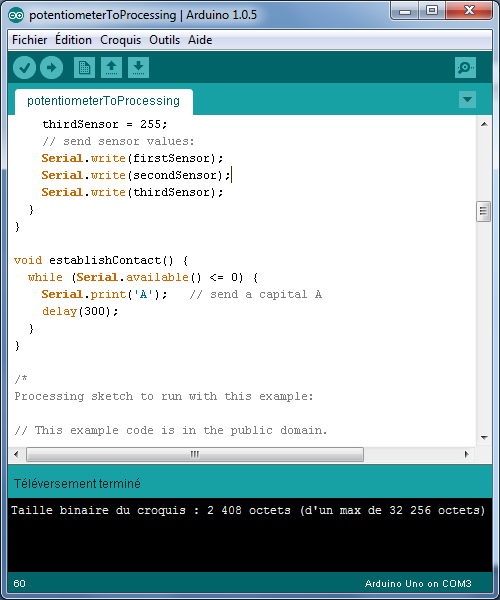 potentiometerToProcessing | Arduino 1.0.5
Fichier Édition Croquis Outils Aide
potentiometerToProcessing
thirdSensor = 255;
// send sensor values:
Serial.write(firstSensor);
Serial.write(secondSensor);
Serial.write(thirdSensor);
}
}
void establishContact() {
while (Serial.available() <= 0) {
Serial.print('A');   // send a capital A
delay(300);
}
}
/*
Processing sketch to run with this example:
// This example code is in the public domain.
Téléversement terminé
Taille binaire du croquis : 2 408 octets (d'un max de 32 256 octets)
60 Arduino Uno on COM3